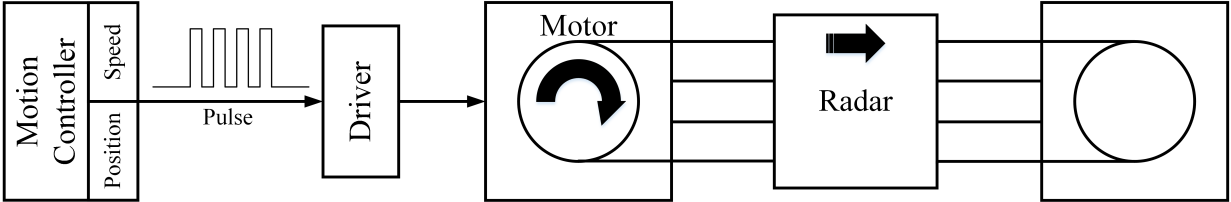 Motion
Controller
Speed
Position
Pulse
Driver
Motor
Radar